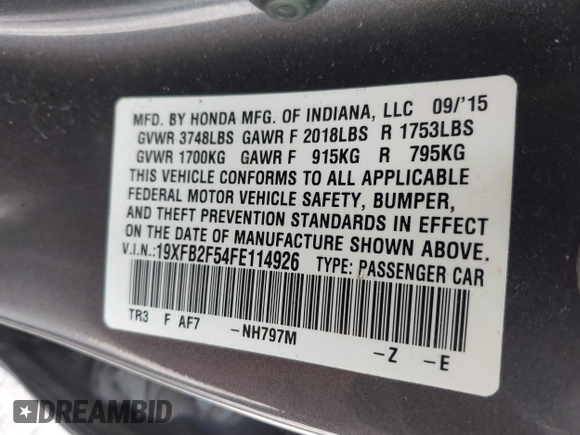 MFD. BY HONDA MFG. OF INDIANA, LLC 09/'15
GVWR 3748LBS GAWR F 2018LBS R 1753LBS
GVWR 1700KG GAWR F 915KG R 795KG
THIS VEHICLE CONFORMS TO ALL APPLICABLE
FEDERAL MOTOR VEHICLE SAFETY, BUMPER,
AND THEFT PREVENTION STANDARDS IN EFFECT
ON THE DATE OF MANUFACTURE SHOWN ABOVE.
V.I.N.:19XFB2F54FE114926 TYPE: PASSENGER CAR
TR3 F AF7 -NH797M -Z -E
DREAMBID